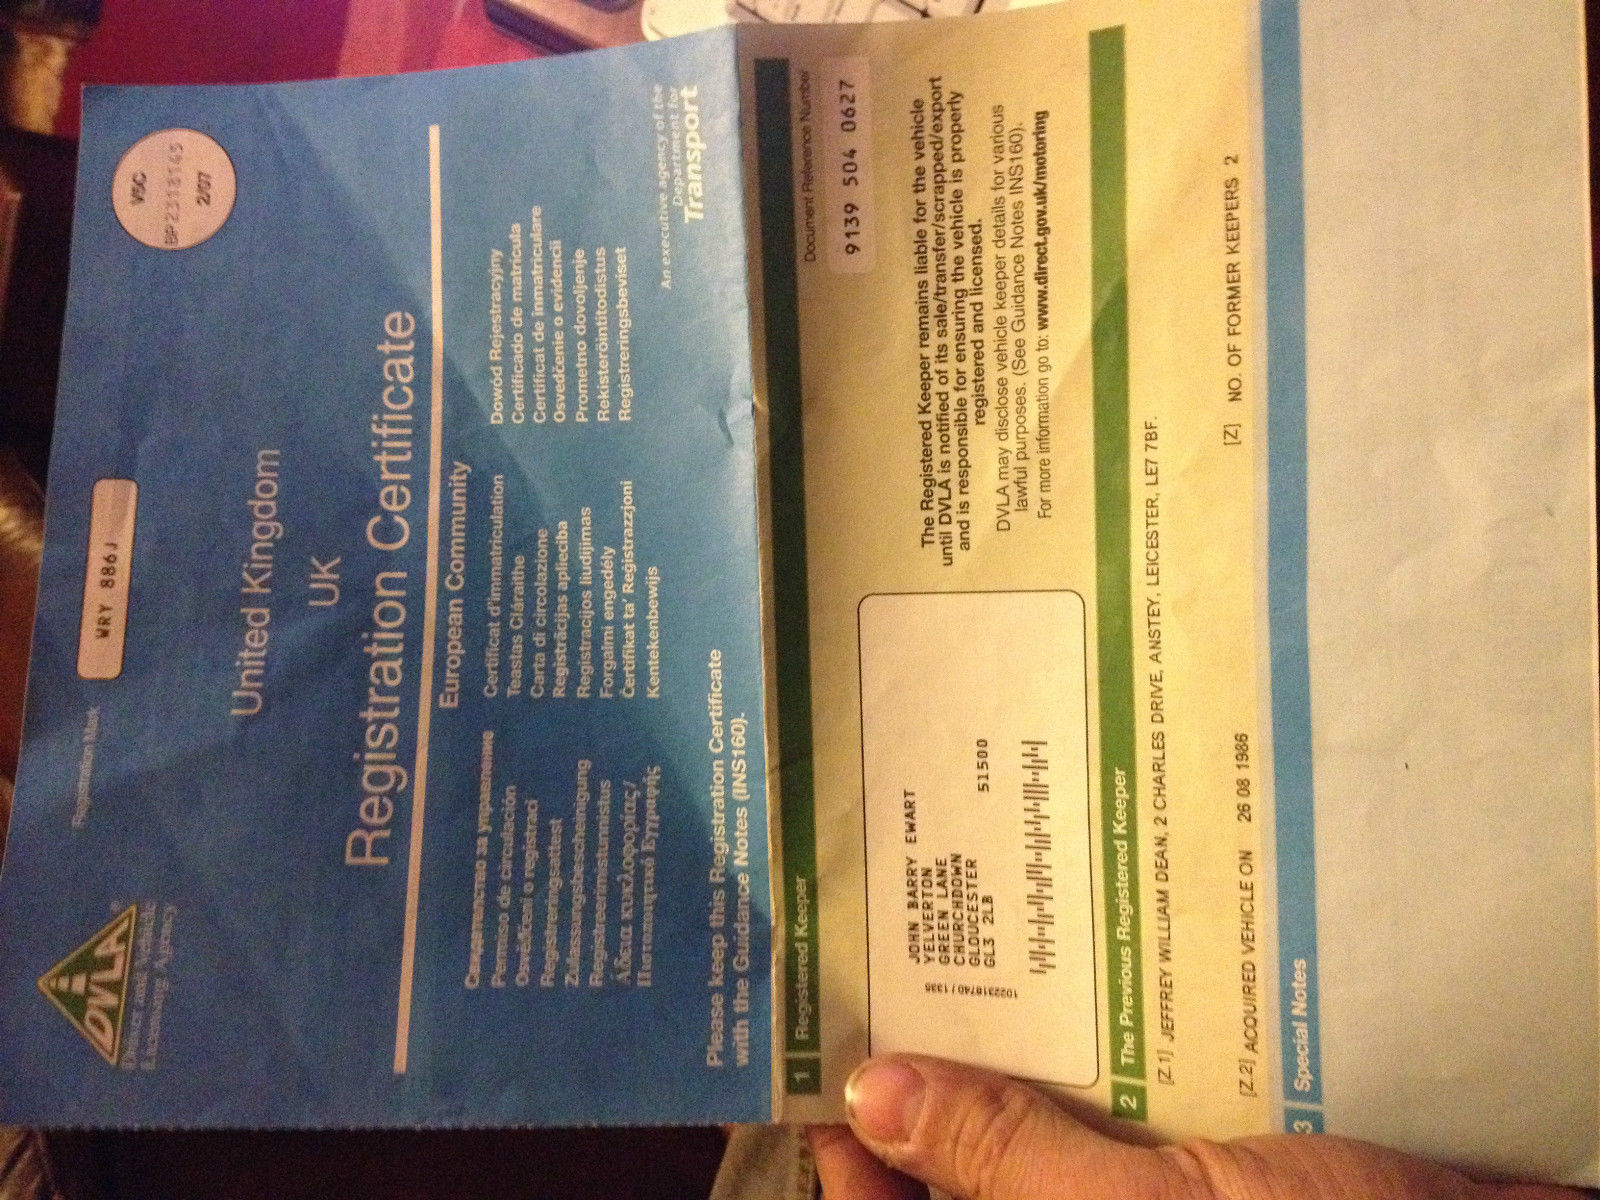 DVLA
Driver and Vehicle
Licensing Agency
Registration Mark
WRY 886J
V5C
BP2318145
2/07
United Kingdom
UK
Registration Certificate
European Community
Свидетелство за управление
Permiso de circulación
Osvědčení o registraci
Registreringsattest
Zulassungsbescheinigung
Registreerimistunnistus
Άδεια κυκλοφορίας/
Πιστοποιητικό Εγγραφής
Certificat d'immatriculation
Teastas Cláraithe
Carta di circolazione
Registrācijas apliecība
Registracijos liudijimas
Forgalmi engedély
Ċertifikat ta' Reġistrazzjoni
Kentekenbewijs
Dowód Rejestracyjny
Certificado de matrícula
Certificat de inmatriculare
Osvedčenie o evidencii
Prometno dovoljenje
Rekisteröintitodistus
Registreringsbeviset
Please keep this Registration Certificate
with the Guidance Notes (INS160).
An executive agency of the
Department for
Transport
1 Registered Keeper
Document Reference Number
9139 504 0627
1022318740/1335
JOHN BARRY EWART
YELVERTON
GREEN LANE
CHURCHDOWN
GLOUCESTER
GL3 2LB
51500
The Registered Keeper remains liable for the vehicle
until DVLA is notified of its sale/transfer/scrapped/export
and is responsible for ensuring the vehicle is properly
registered and licensed.
DVLA may disclose vehicle keeper details for various
lawful purposes. (See Guidance Notes INS160).
For more information go to: www.direct.gov.uk/motoring
2 The Previous Registered Keeper
[Z.1] JEFFREY WILLIAM DEAN, 2 CHARLES DRIVE, ANSTEY, LEICESTER, LE7 7BF.
[Z.2] ACQUIRED VEHICLE ON 26 08 1986
[Z] NO. OF FORMER KEEPERS 2
3 Special Notes